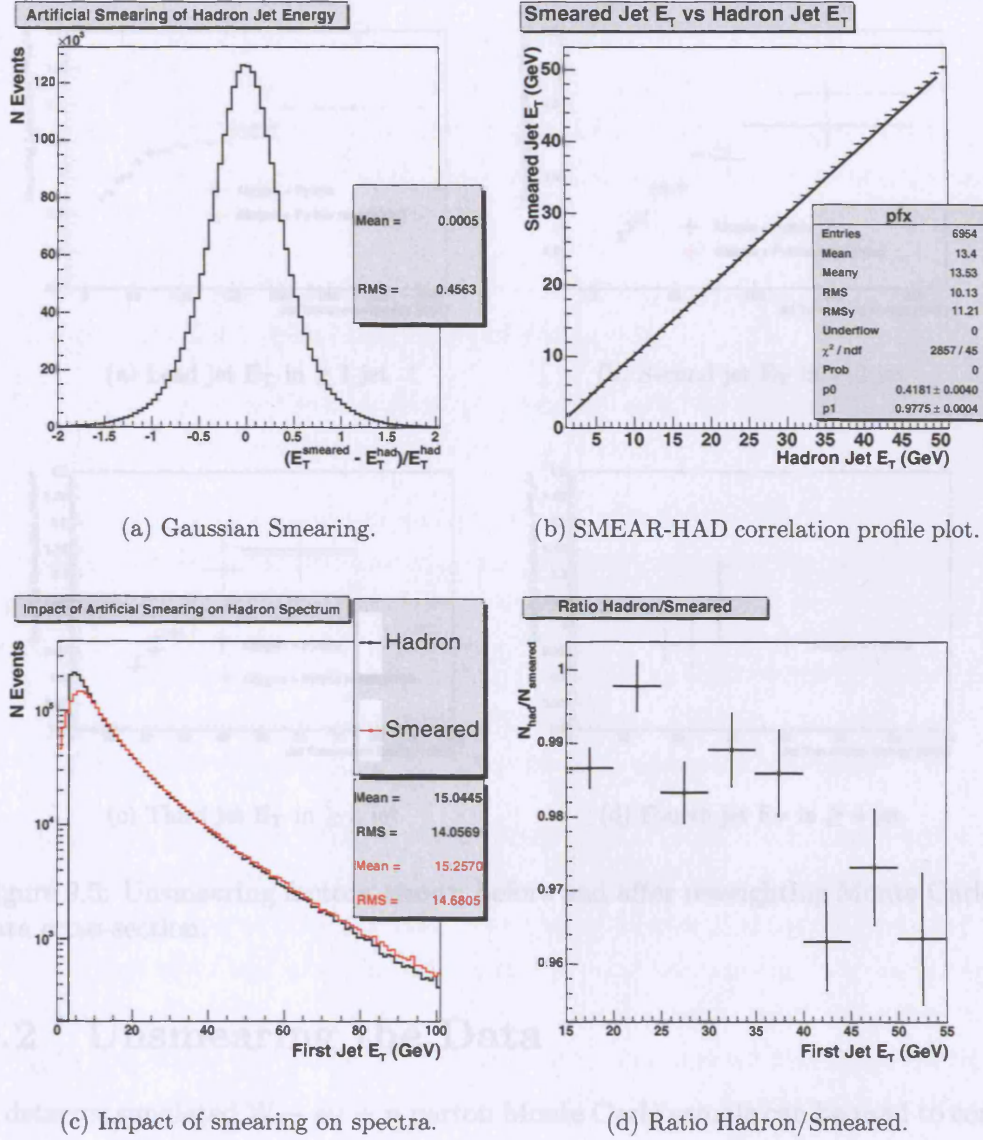 Artificial Smearing of Hadron Jet Energy
×10³
N Events
120
100
80
60
40
20
0
-2 -1.5 -1 -0.5 0 0.5 1 1.5 2
(E_T^smeared - E_T^had)/E_T^had
Mean = 0.0005
RMS = 0.4563
(a) Gaussian Smearing.
Smeared Jet E_T vs Hadron Jet E_T
Smeared Jet E_T (GeV)
50
40
30
20
10
0
5 10 15 20 25 30 35 40 45 50
Hadron Jet E_T (GeV)
pfx
Entries 6954
Mean 13.4
Meany 13.53
RMS 10.13
RMSy 11.21
Underflow 0
χ² / ndf 2857 / 45
Prob 0
p0 0.4181 ± 0.0040
p1 0.9775 ± 0.0004
(b) SMEAR-HAD correlation profile plot.
Impact of Artificial Smearing on Hadron Spectrum
N Events
Hadron
Smeared
Mean = 15.0445
RMS = 14.0569
Mean = 15.2570
RMS = 14.6805
0 20 40 60 80 100
First Jet E_T (GeV)
(c) Impact of smearing on spectra.
Ratio Hadron/Smeared
N_had/N_smeared
1
0.99
0.98
0.97
0.96
15 20 25 30 35 40 45 50 55
First Jet E_T (GeV)
(d) Ratio Hadron/Smeared.
.2 Unsmearing the Data